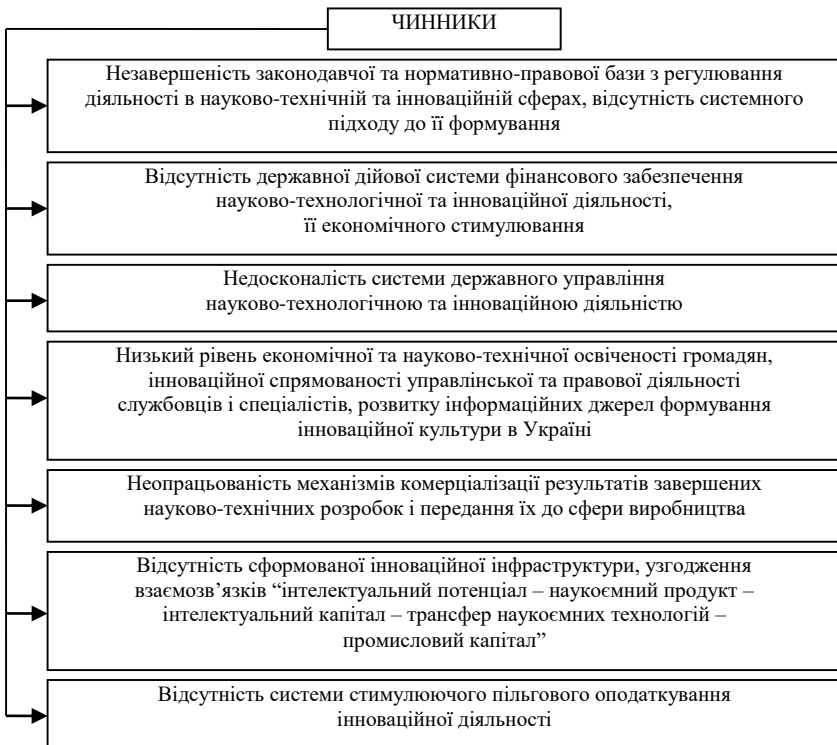 ЧИННИКИ
Незавершеність законодавчої та нормативно-правової бази з регулювання
діяльності в науково-технічній та інноваційній сферах, відсутність системного
підходу до її формування
Відсутність державної дійової системи фінансового забезпечення
науково-технологічної та інноваційної діяльності,
її економічного стимулювання
Недосконалість системи державного управління
науково-технологічною та інноваційною діяльністю
Низький рівень економічної та науково-технічної освіченості громадян,
інноваційної спрямованості управлінської та правової діяльності
службовців і спеціалістів, розвитку інформаційних джерел формування
інноваційної культури в Україні
Неопрацьованість механізмів комерціалізації результатів завершених
науково-технічних розробок і передання їх до сфери виробництва
Відсутність сформованої інноваційної інфраструктури, узгодження
взаємозв’язків “інтелектуальний потенціал – наукоємний продукт –
інтелектуальний капітал – трансфер наукоємних технологій –
промисловий капітал”
Відсутність системи стимулюючого пільгового оподаткування
інноваційної діяльності